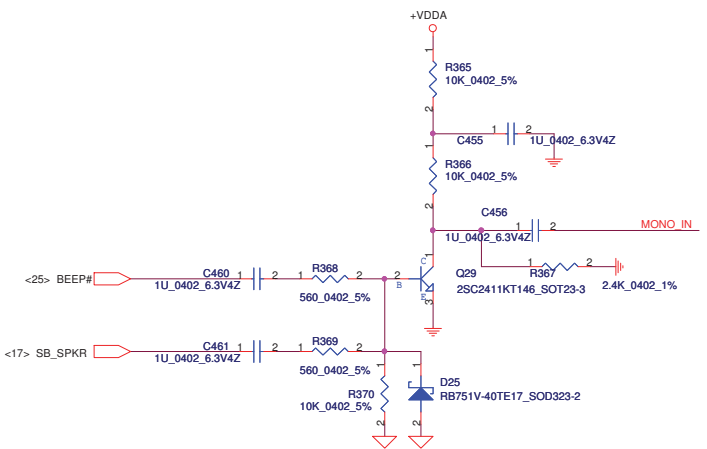 +VDDA
1
R365
10K_0402_5%
2
C455
1 2
1U_0402_6.3V4Z
1
R366
10K_0402_5%
2
C456
1U_0402_6.3V4Z
1 2
MONO_IN
1
C
Q29
2SC2411KT146_SOT23-3
1 2
R367
2.4K_0402_1%
<25> BEEP#
C460
1U_0402_6.3V4Z
1 2
1 2
R368
560_0402_5%
2
B
E
3
<17> SB_SPKR
C461
1U_0402_6.3V4Z
1 2
1 2
R369
560_0402_5%
1
R370
10K_0402_5%
2
1
D25
RB751V-40TE17_SOD323-2
2